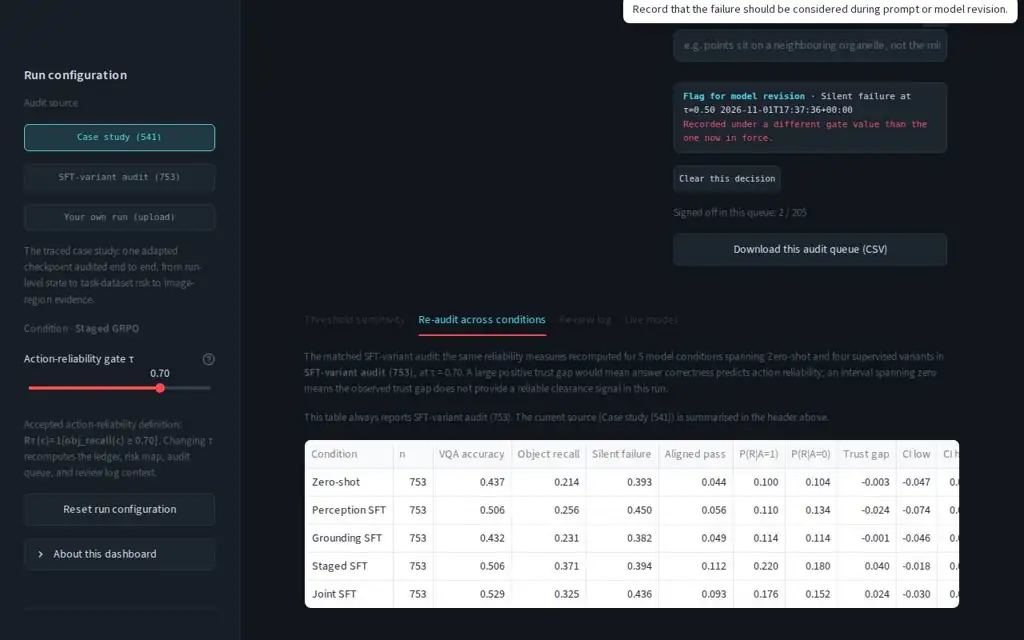 Record that the failure should be considered during prompt or model revision.
Run configuration
Audit source
Case study (541)
SFT-variant audit (753)
Your own run (upload)
The traced case study: one adapted
checkpoint audited end to end, from run-
level state to task-dataset risk to image-
region evidence.
Condition · Staged GRPO
Action-reliability gate τ
0.70
Accepted action-reliability definition:
Rτ(c)=1[obj_recall(c) ≥ 0.70]. Changing τ
recomputes the ledger, risk map, audit
queue, and review log context.
Reset run configuration
About this dashboard
e.g. points sit on a neighbouring organelle, not the
Flag for model revision · Silent failure at
τ=0.50 2026-11-01T17:37:36+00:00
Recorded under a different gate value than the
one now in force.
Clear this decision
Signed off in this queue: 2 / 205
Download this audit queue (CSV)
Threshold sensitivity Re-audit across conditions Review log Live model
The matched SFT-variant audit: the same reliability measures recomputed for 5 model conditions spanning Zero-shot and four supervised variants in
SFT-variant audit (753), at τ = 0.70. A large positive trust gap would mean answer correctness predicts action reliability; an interval spanning zero
means the observed trust gap does not provide a reliable clearance signal in this run.
This table always reports SFT-variant audit (753). The current source (Case study (541)) is summarised in the header above.
Condition n VQA accuracy Object recall Silent failure Aligned pass P(R|A=1) P(R|A=0) Trust gap CI low CI
Zero-shot 753 0.437 0.214 0.393 0.044 0.100 0.104 -0.003 -0.047 0.
Perception SFT 753 0.506 0.256 0.450 0.056 0.110 0.134 -0.024 -0.074 0.
Grounding SFT 753 0.432 0.231 0.382 0.049 0.114 0.114 -0.001 -0.046 0.
Staged SFT 753 0.506 0.371 0.394 0.112 0.220 0.180 0.040 -0.018 0.
Joint SFT 753 0.529 0.325 0.436 0.093 0.176 0.152 0.024 -0.030 0.